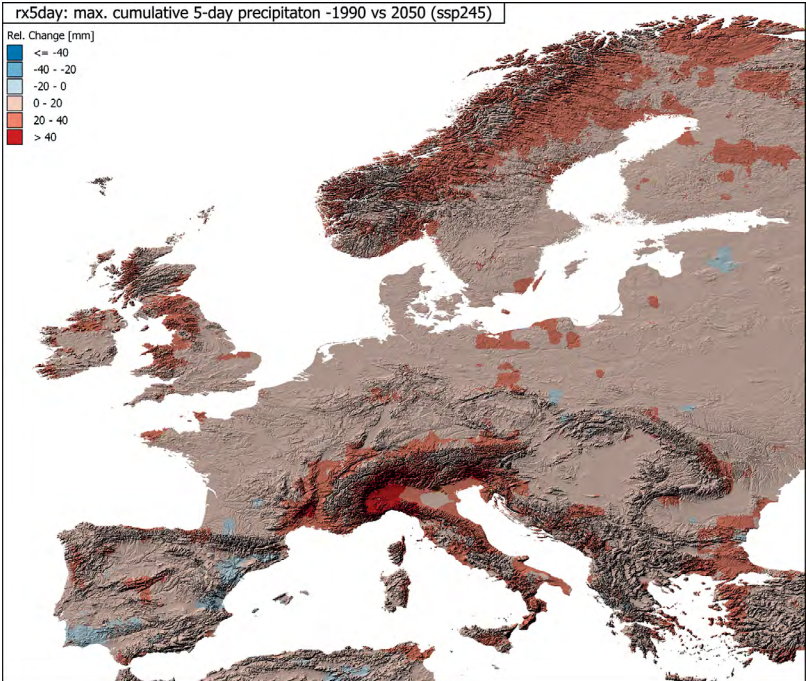 rx5day: max. cumulative 5-day precipitaton -1990 vs 2050 (ssp245)
Rel. Change [mm]
<= -40
-40 - -20
-20 - 0
0 - 20
20 - 40
> 40